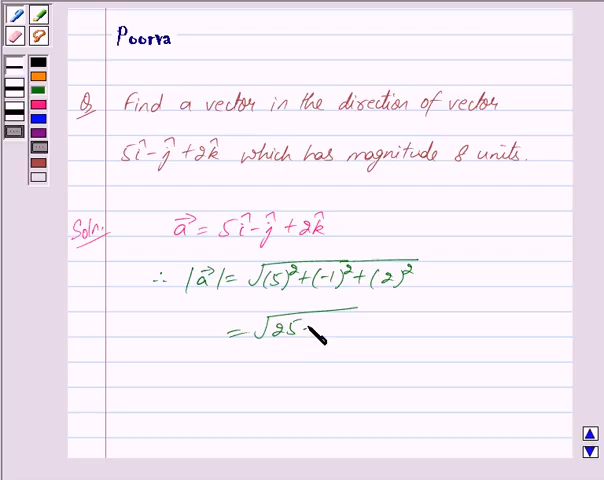 Poorva
Q Find a vector in the direction of vector
5î - ĵ + 2k̂ which has magnitude 8 units.
Soln. a⃗ = 5î - ĵ + 2k̂
∴ |a⃗| = √(5)² + (-1)² + (2)²
= √25